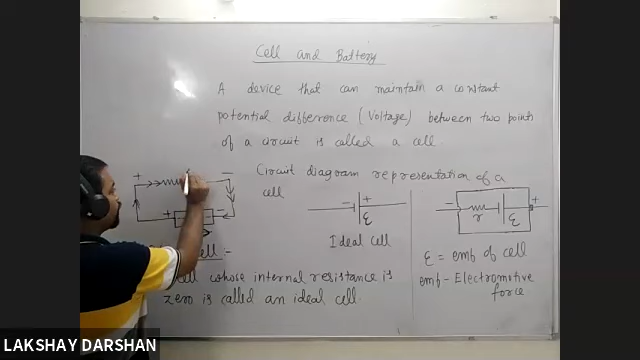 Cell and Battery
A device that can maintain a constant
potential difference (Voltage) between two points
of a circuit is called a cell.
Circuit diagram representation of a
cell
+
−
+
− + ε
Ideal cell
− r ε +
ε = emf of cell
emf - Electromotive
force
cell :-
cell whose internal resistance is
zero is called an ideal cell.
LAKSHAY DARSHAN